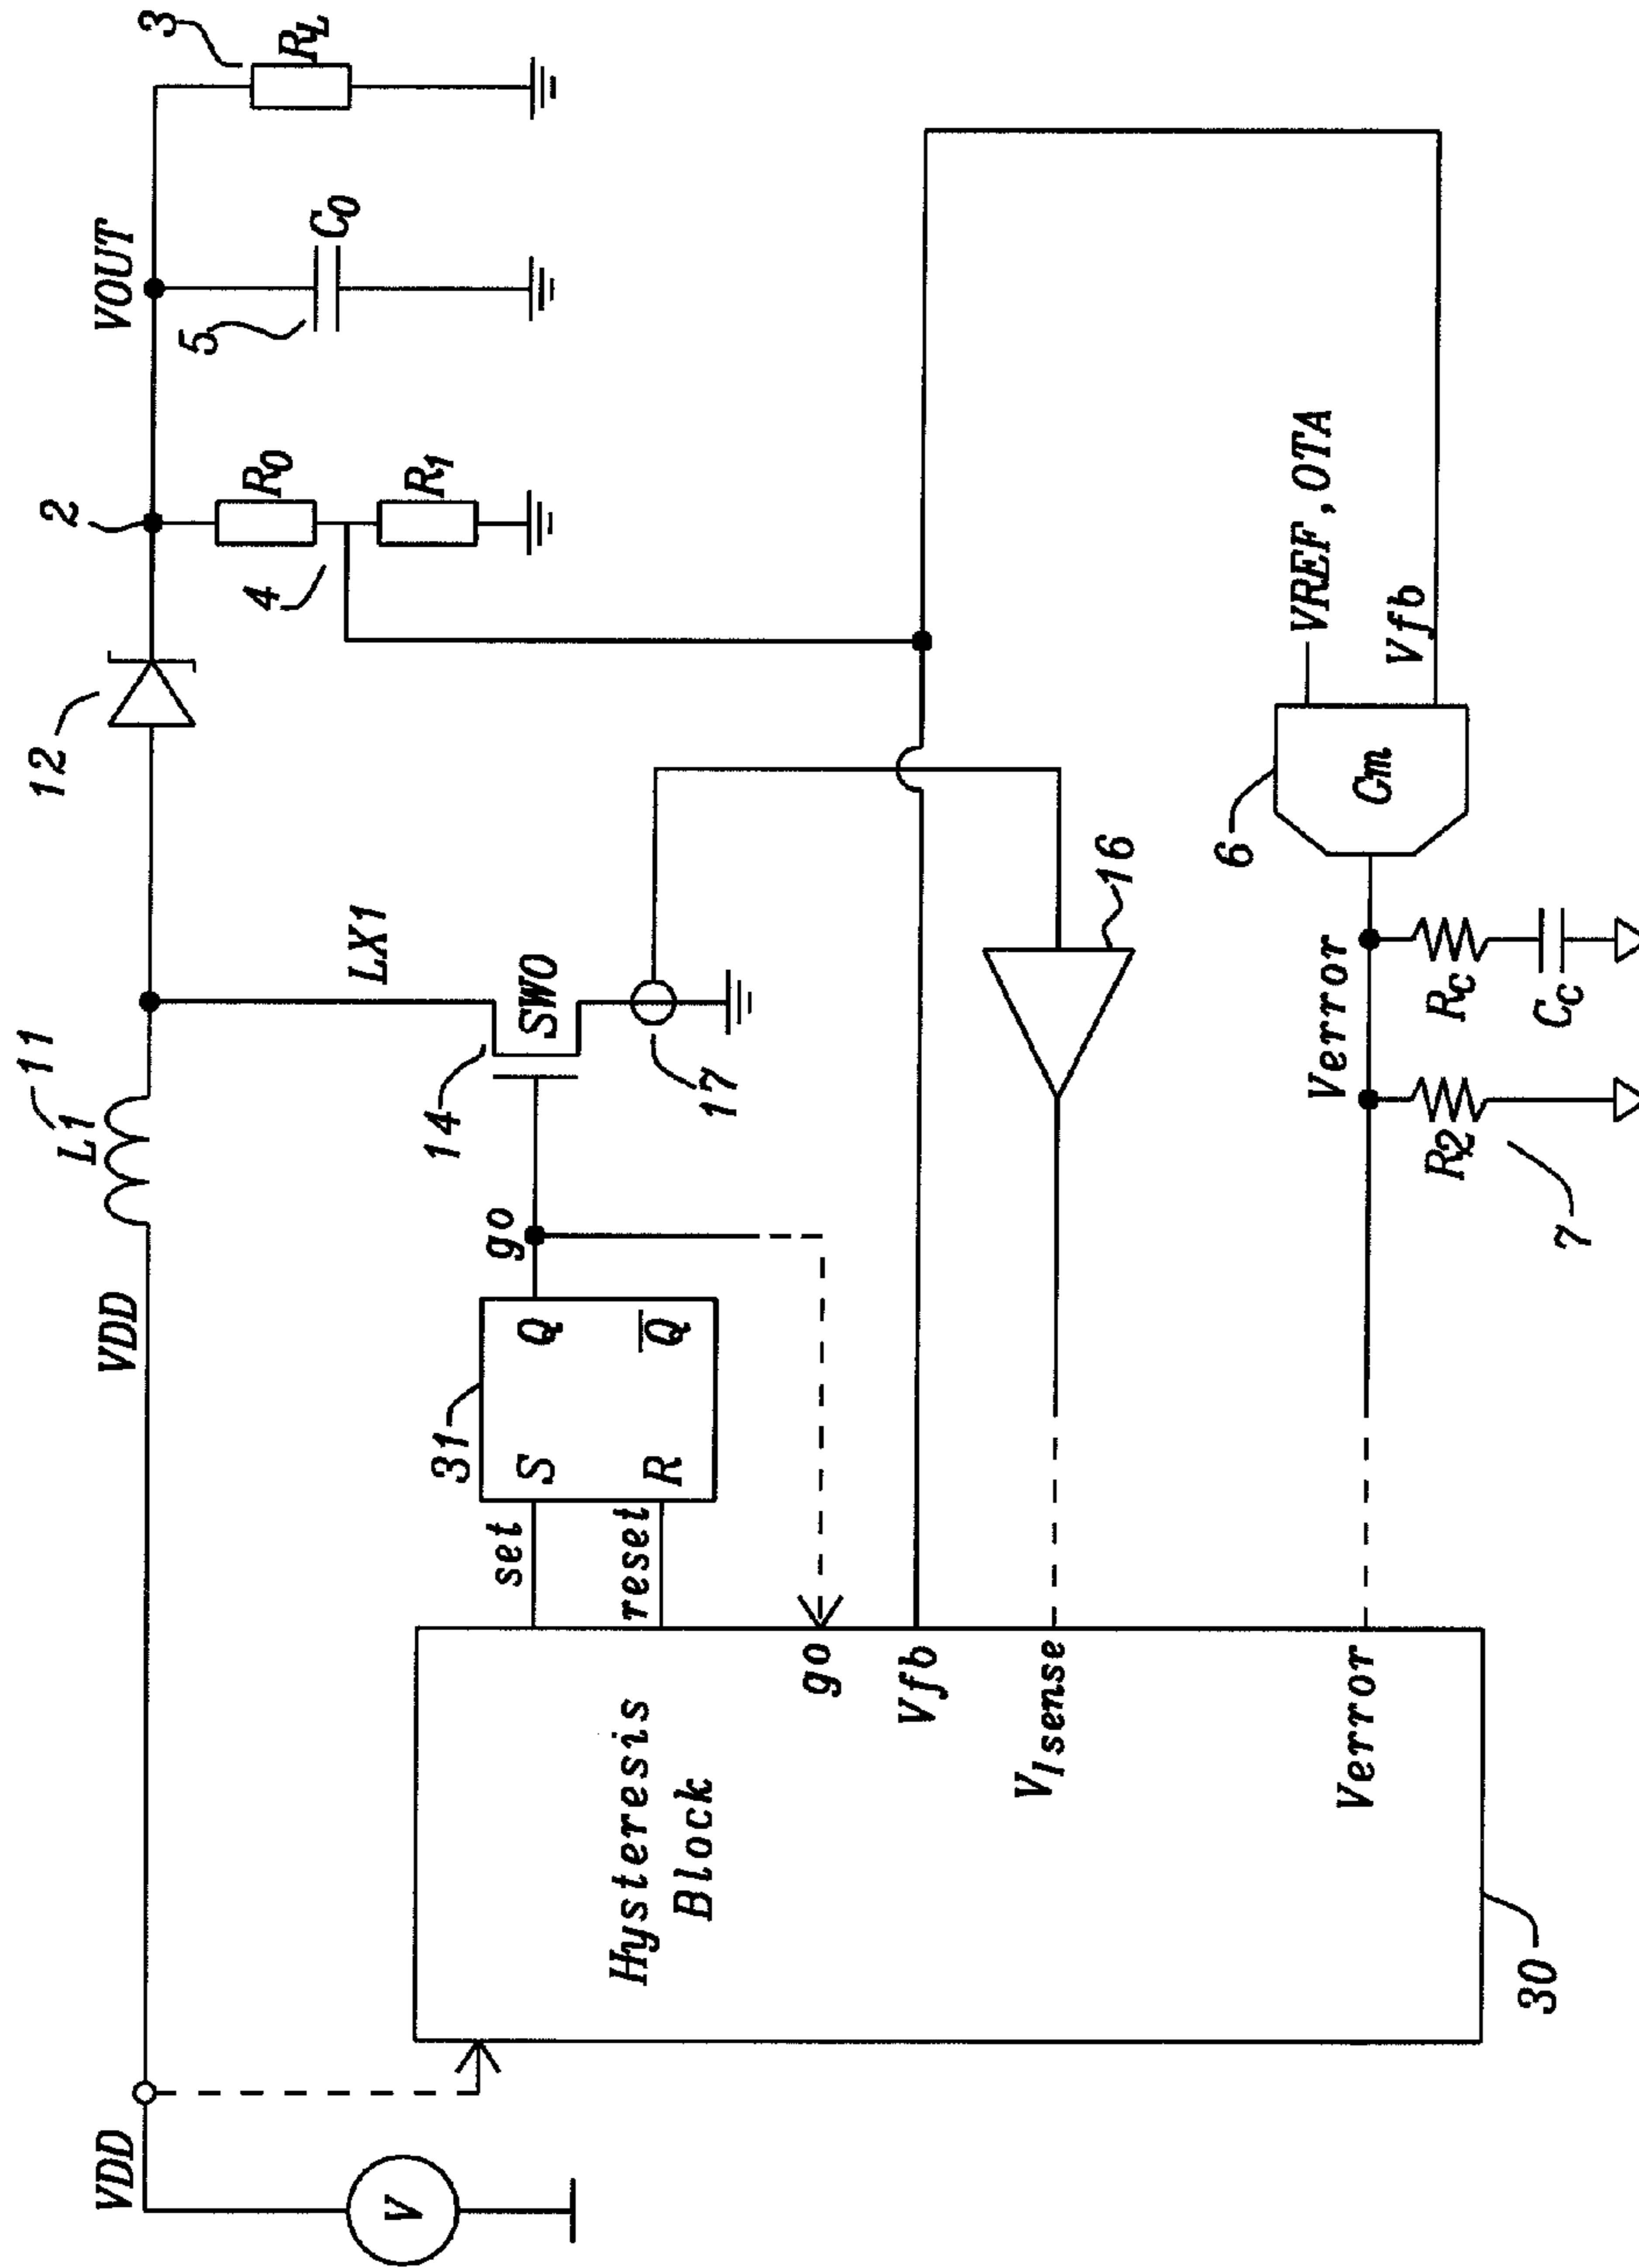 VDD
VDD
L1
11
12
2
VOUT
3
RL
5
C0
R0
4
R1
LX1
14
SW0
17
go
31
S
Q
R
Q
set
reset
Hysteresis
Block
go
Vfb
VIsense
Verror
30
V
16
VREF,OTA
Vfb
6
Gm
Verror
Rc
Cc
R2
7